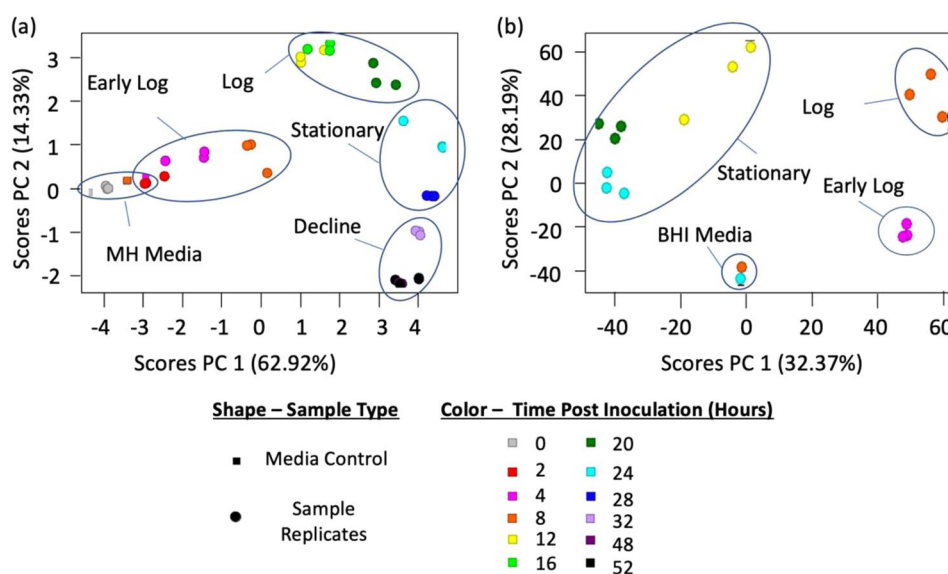 (a)
(b)
Scores PC 2 (14.33%)
3
2
1
0
-1
-2
Early Log
Log
Stationary
Decline
MH Media
-4
-3
-2
-1
0
1
2
3
4
Scores PC 1 (62.92%)
Scores PC 2 (28.19%)
60
40
20
0
-20
-40
Log
Stationary
Early Log
BHI Media
-40
-20
0
20
40
60
Scores PC 1 (32.37%)
Shape – Sample Type
Media Control
Sample
Replicates
Color – Time Post Inoculation (Hours)
0
2
4
8
12
16
20
24
28
32
48
52